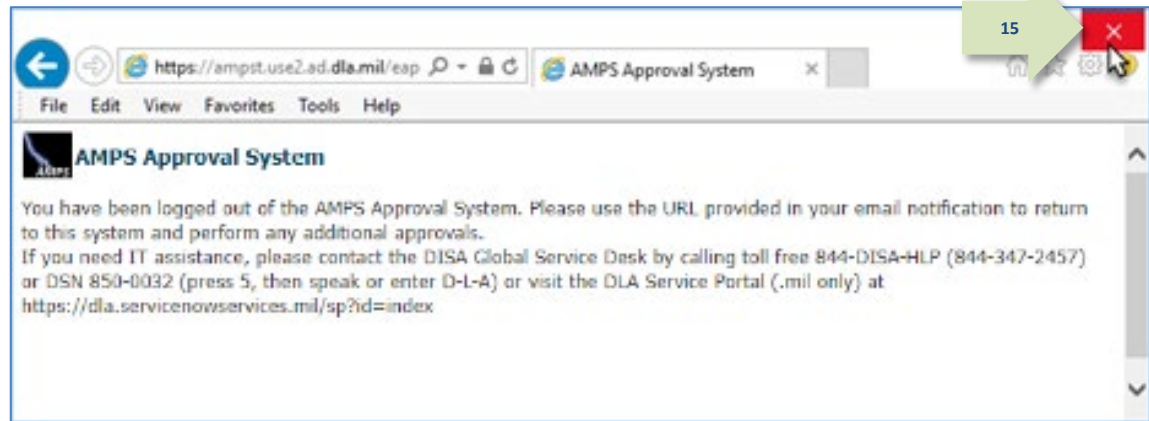 15
https://ampst.use2.ad.dla.mil/eap
AMPS Approval System
File Edit View Favorites Tools Help
AMPS
AMPS Approval System
You have been logged out of the AMPS Approval System. Please use the URL provided in your email notification to return
to this system and perform any additional approvals.
If you need IT assistance, please contact the DISA Global Service Desk by calling toll free 844-DISA-HLP (844-347-2457)
or DSN 850-0032 (press 5, then speak or enter D-L-A) or visit the DLA Service Portal (.mil only) at
https://dla.servicenowservices.mil/sp?id=index